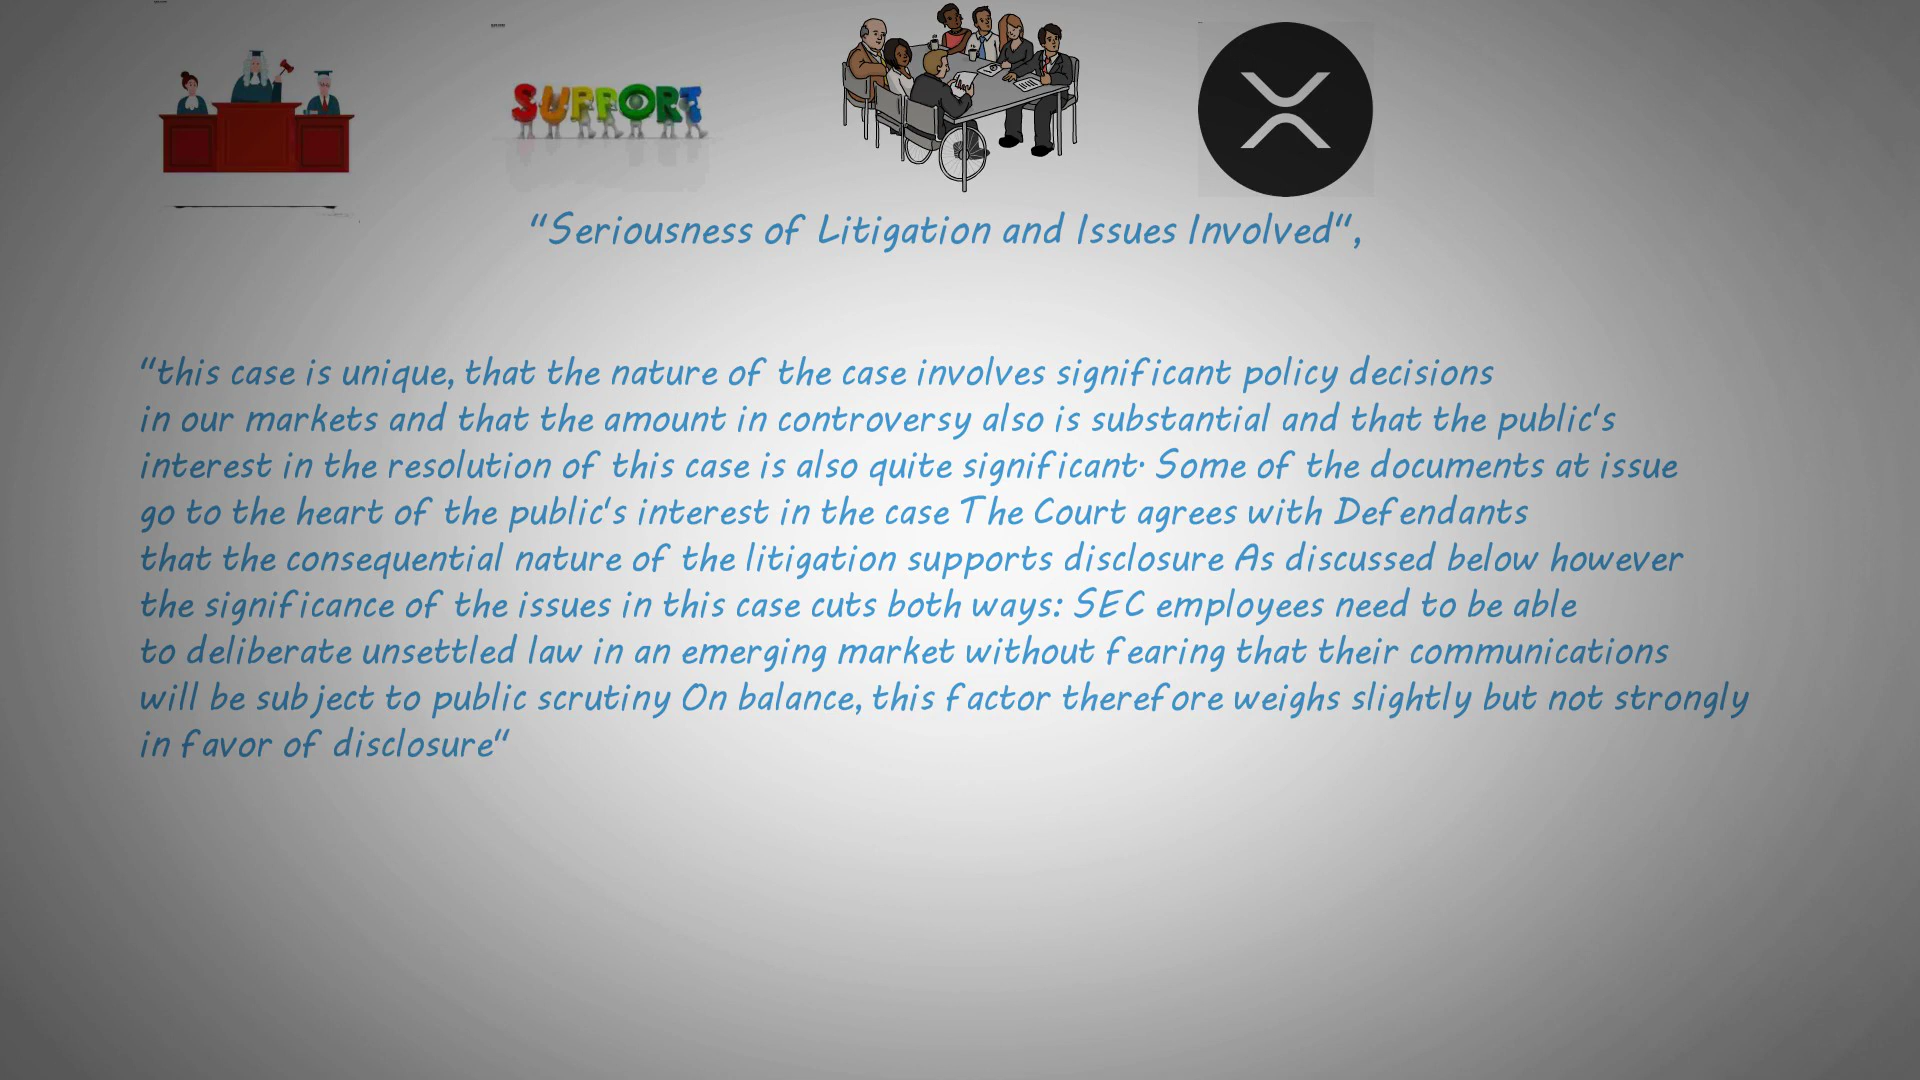 SUPPORT
"Seriousness of Litigation and Issues Involved",
"this case is unique, that the nature of the case involves significant policy decisions
in our markets and that the amount in controversy also is substantial and that the public's
interest in the resolution of this case is also quite significant· Some of the documents at issue
go to the heart of the public's interest in the case The Court agrees with Defendants
that the consequential nature of the litigation supports disclosure As discussed below however
the significance of the issues in this case cuts both ways: SEC employees need to be able
to deliberate unsettled law in an emerging market without fearing that their communications
will be subject to public scrutiny On balance, this factor therefore weighs slightly but not strongly
in favor of disclosure"